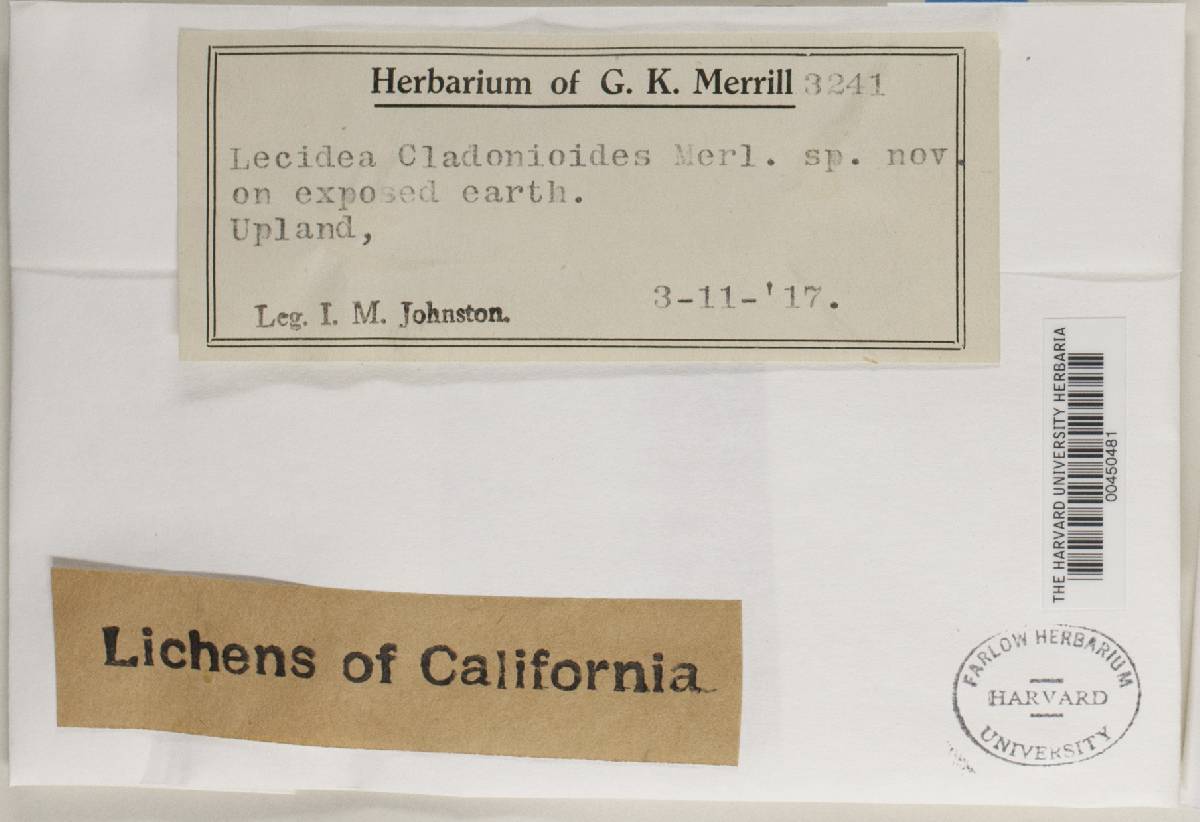 Herbarium of G. K. Merrill 3241
Lecidea Cladonioides Merl. sp. nov.
on exposed earth.
Upland,
Leg. I. M. Johnston.
3-11-'17.
THE HARVARD UNIVERSITY HERBARIA
00450481
Lichens of California
FARLOW HERBARIUM
HARVARD
UNIVERSITY